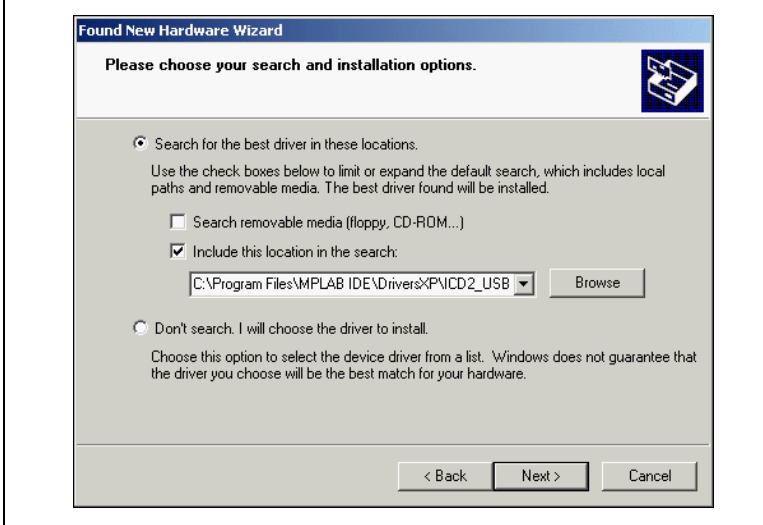 Found New Hardware Wizard
Please choose your search and installation options.
Search for the best driver in these locations.
Use the check boxes below to limit or expand the default search, which includes local
paths and removable media. The best driver found will be installed.
Search removable media (floppy, CD-ROM...)
Include this location in the search:
C:\Program Files\MPLAB IDE\DriversXP\ICD2_USB
Browse
Don't search. I will choose the driver to install.
Choose this option to select the device driver from a list. Windows does not guarantee that
the driver you choose will be the best match for your hardware.
< Back Next > Cancel